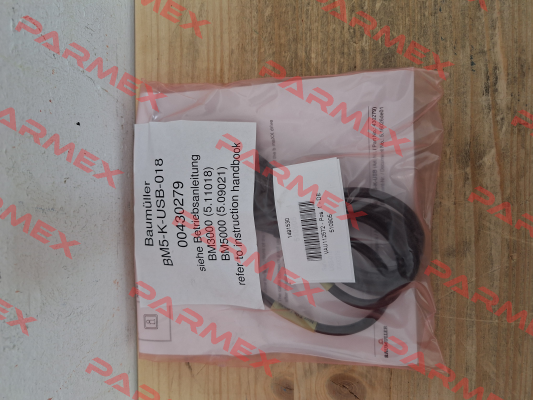 Baumüller
BM5-K-USB-018
00430279
siehe Betriebsanleitung
BM3000 (5.11018)
BM5000 (5.09021)
refer to instruction handbook
1491530
PARMEX
PARMEX
PARMEX
PARMEX
PARMEX
PARMEX